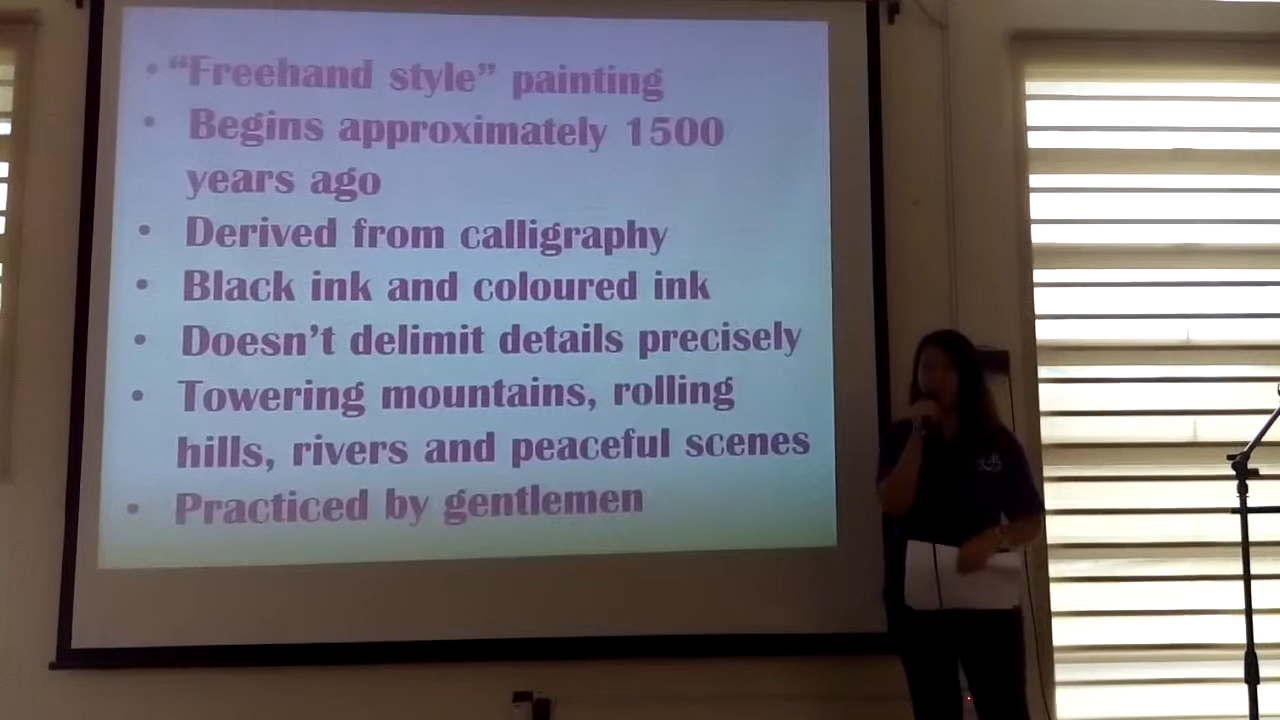 • “Freehand style” painting
• Begins approximately 1500
years ago
• Derived from calligraphy
• Black ink and coloured ink
• Doesn’t delimit details precisely
• Towering mountains, rolling
hills, rivers and peaceful scenes
• Practiced by gentlemen